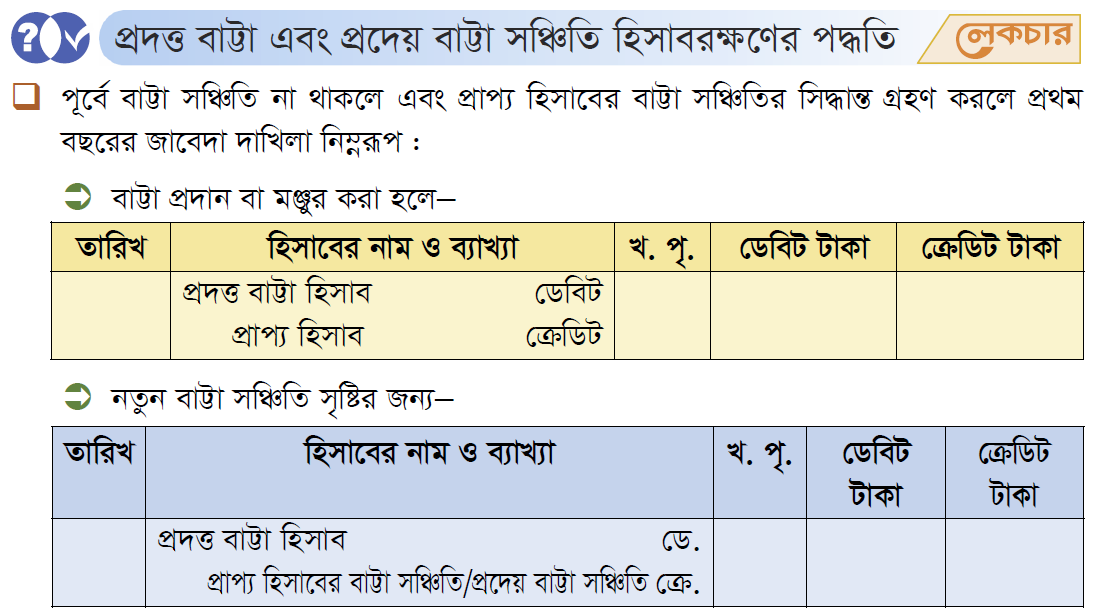 ?
প্রদত্ত বাট্টা এবং প্রদেয় বাট্টা সঞ্চিতি হিসাবরক্ষণের পদ্ধতি
লেকচার
পূর্বে বাট্টা সঞ্চিতি না থাকলে এবং প্রাপ্য হিসাবের বাট্টা সঞ্চিতির সিদ্ধান্ত গ্রহণ করলে প্রথম
বছরের জাবেদা দাখিলা নিম্নরূপ :
বাট্টা প্রদান বা মঞ্জুর করা হলে–
তারিখ হিসাবের নাম ও ব্যাখ্যা খ. পৃ. ডেবিট টাকা ক্রেডিট টাকা
প্রদত্ত বাট্টা হিসাব ডেবিট
প্রাপ্য হিসাব ক্রেডিট
নতুন বাট্টা সঞ্চিতি সৃষ্টির জন্য–
তারিখ হিসাবের নাম ও ব্যাখ্যা খ. পৃ. ডেবিট ক্রেডিট
টাকা টাকা
প্রদত্ত বাট্টা হিসাব ডে.
প্রাপ্য হিসাবের বাট্টা সঞ্চিতি/প্রদেয় বাট্টা সঞ্চিতি ক্রে.